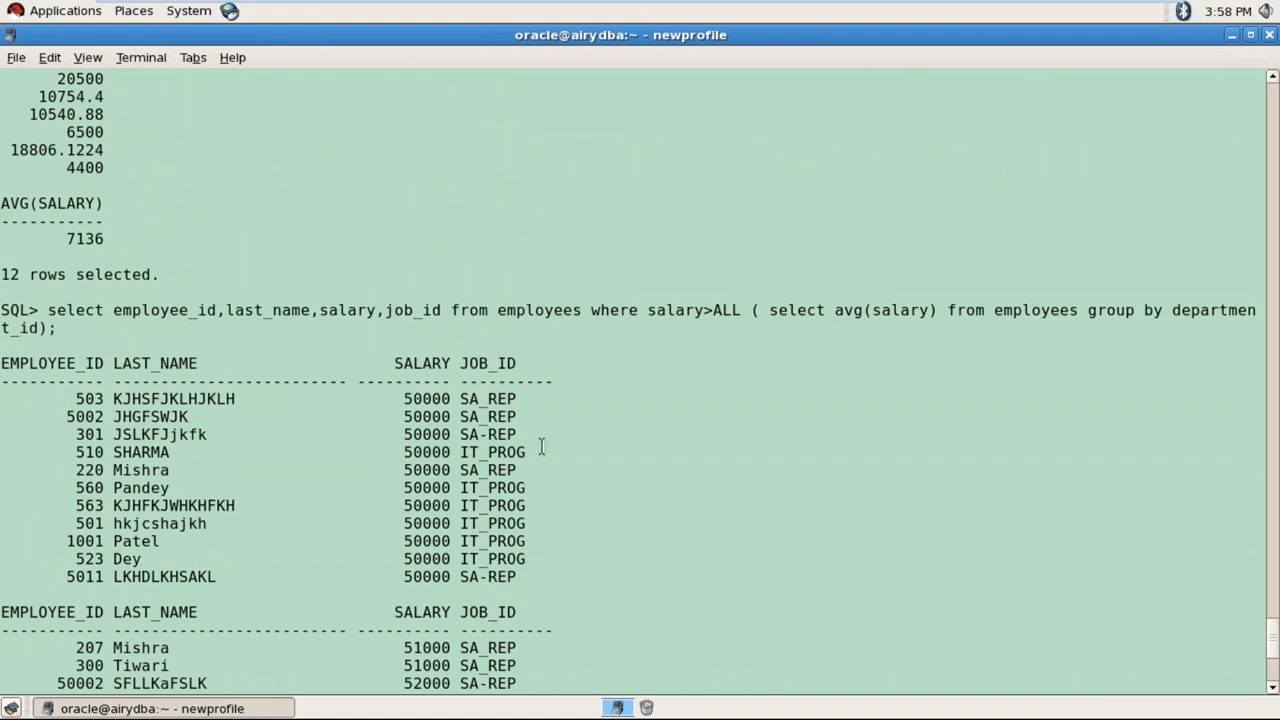 Applications Places System 3:58 PM
oracle@airydba:~ - newprofile
File Edit View Terminal Tabs Help
20500
10754.4
10540.88
6500
18806.1224
4400
AVG(SALARY)
-----------
7136
12 rows selected.
SQL> select employee_id,last_name,salary,job_id from employees where salary>ALL ( select avg(salary) from employees group by departmen
t_id);
EMPLOYEE_ID LAST_NAME SALARY JOB_ID
----------- ------------------------- ---------- ----------
503 KJHSFJKLHJKLH 50000 SA_REP
5002 JHGFSWJK 50000 SA_REP
301 JSLKFJjkfk 50000 SA-REP
510 SHARMA 50000 IT_PROG
220 Mishra 50000 SA_REP
560 Pandey 50000 IT_PROG
563 KJHFKJWHKHFKH 50000 IT_PROG
501 hkjcshajkh 50000 IT_PROG
1001 Patel 50000 IT_PROG
523 Dey 50000 IT_PROG
5011 LKHDLKHSAKL 50000 SA-REP
EMPLOYEE_ID LAST_NAME SALARY JOB_ID
----------- ------------------------- ---------- ----------
207 Mishra 51000 SA_REP
300 Tiwari 51000 SA_REP
50002 SFLLKaFSLK 52000 SA-REP
oracle@airydba:~ - newprofile